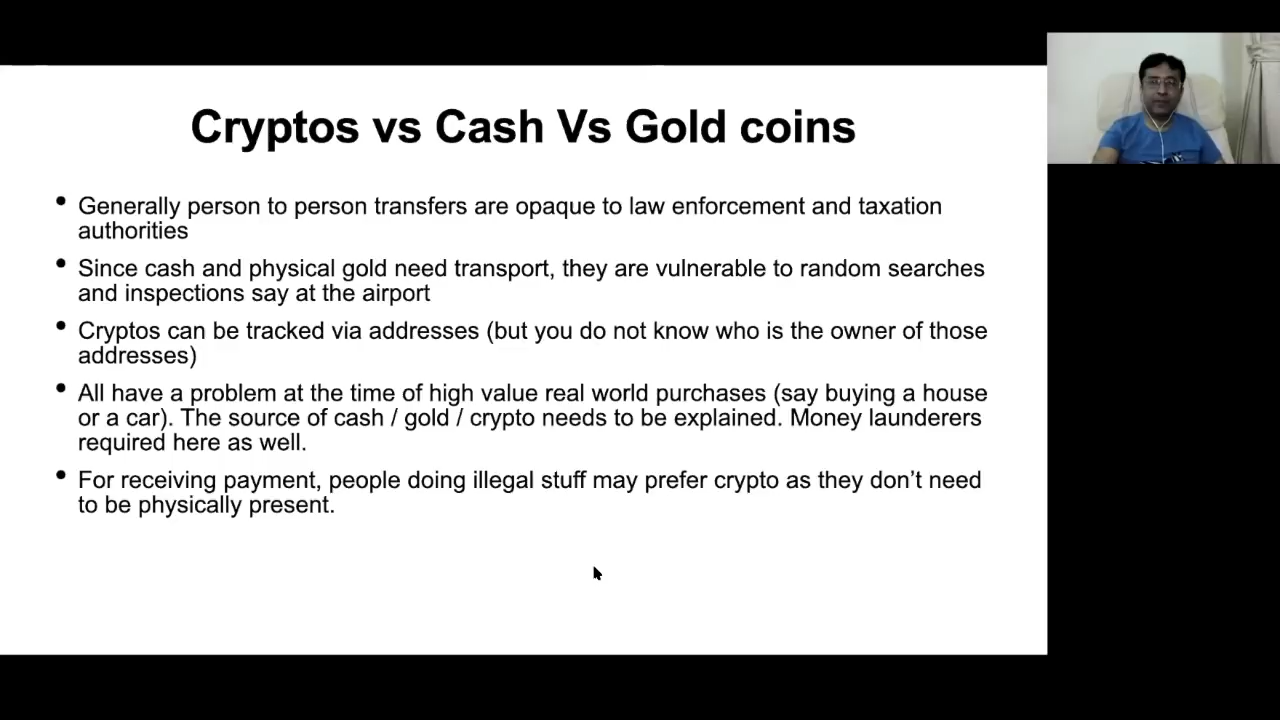 Cryptos vs Cash Vs Gold coins
• Generally person to person transfers are opaque to law enforcement and taxation
authorities
• Since cash and physical gold need transport, they are vulnerable to random searches
and inspections say at the airport
• Cryptos can be tracked via addresses (but you do not know who is the owner of those
addresses)
• All have a problem at the time of high value real world purchases (say buying a house
or a car). The source of cash / gold / crypto needs to be explained. Money launderers
required here as well.
• For receiving payment, people doing illegal stuff may prefer crypto as they don’t need
to be physically present.